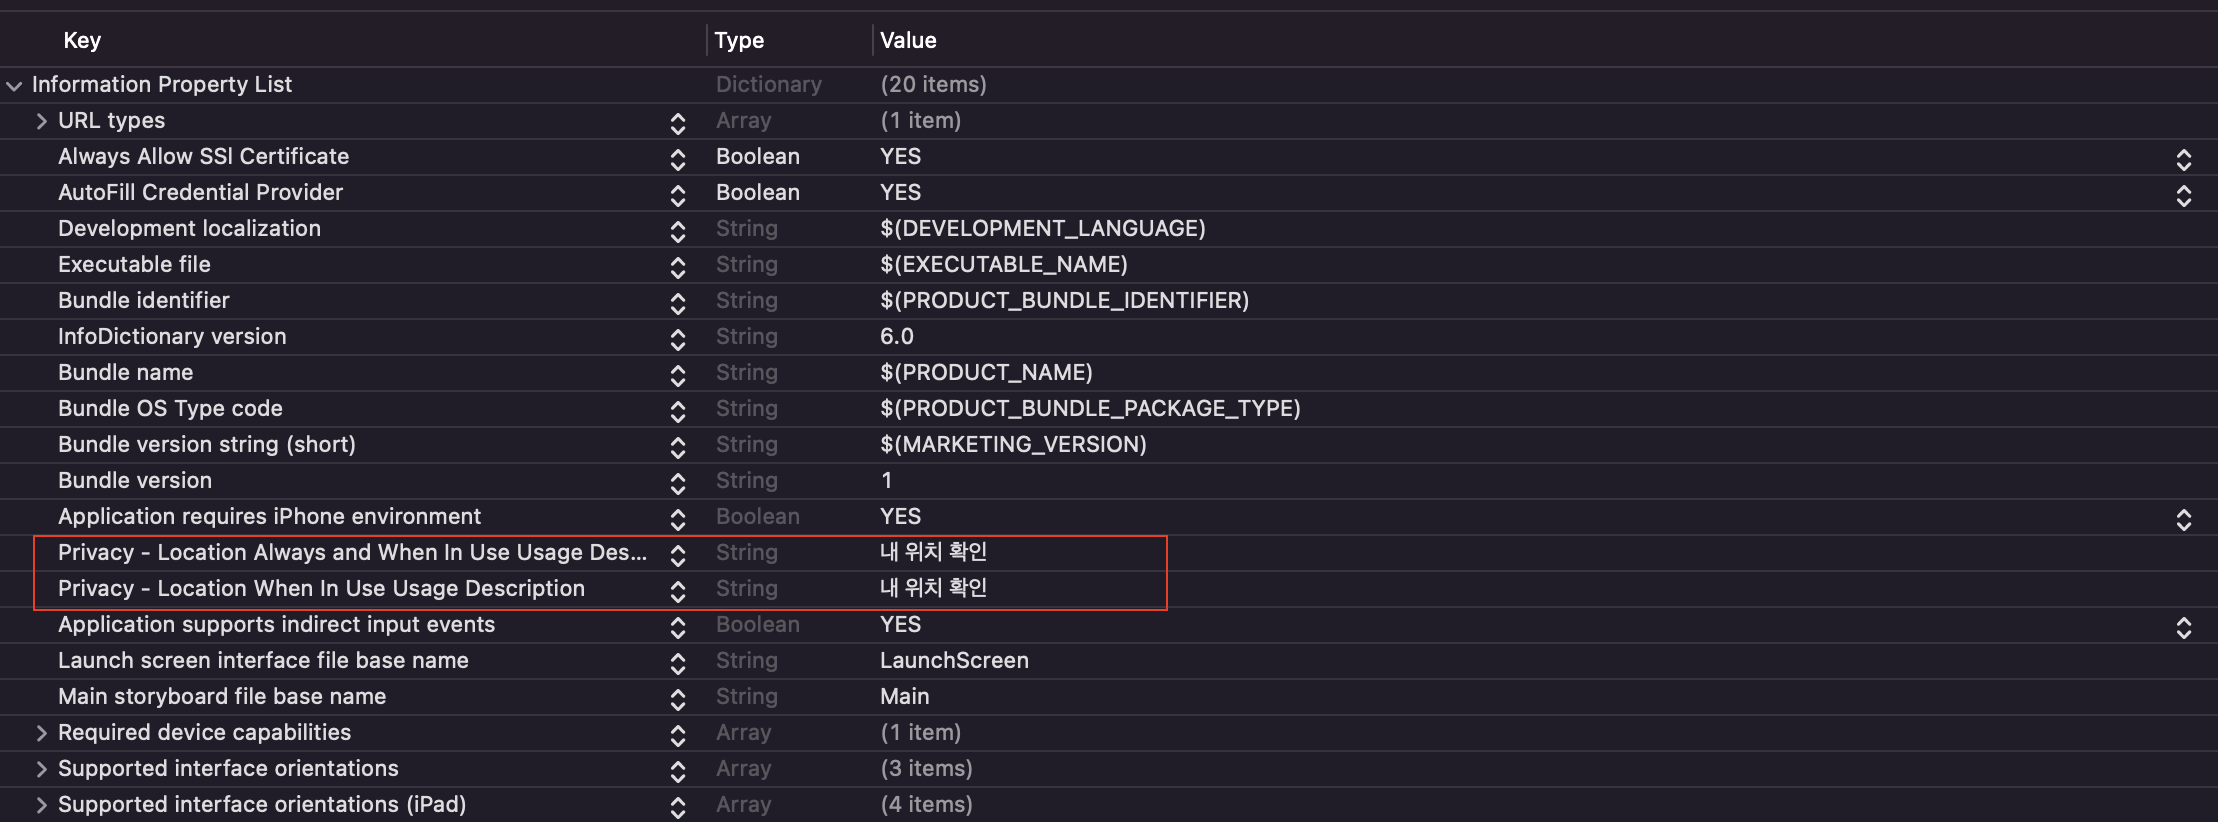 Key Type Value
Information Property List Dictionary (20 items)
URL types Array (1 item)
Always Allow SSl Certificate Boolean YES
AutoFill Credential Provider Boolean YES
Development localization String $(DEVELOPMENT_LANGUAGE)
Executable file String $(EXECUTABLE_NAME)
Bundle identifier String $(PRODUCT_BUNDLE_IDENTIFIER)
InfoDictionary version String 6.0
Bundle name String $(PRODUCT_NAME)
Bundle OS Type code String $(PRODUCT_BUNDLE_PACKAGE_TYPE)
Bundle version string (short) String $(MARKETING_VERSION)
Bundle version String 1
Application requires iPhone environment Boolean YES
Privacy - Location Always and When In Use Usage Des... String 내 위치 확인
Privacy - Location When In Use Usage Description String 내 위치 확인
Application supports indirect input events Boolean YES
Launch screen interface file base name String LaunchScreen
Main storyboard file base name String Main
Required device capabilities Array (1 item)
Supported interface orientations Array (3 items)
Supported interface orientations (iPad) Array (4 items)